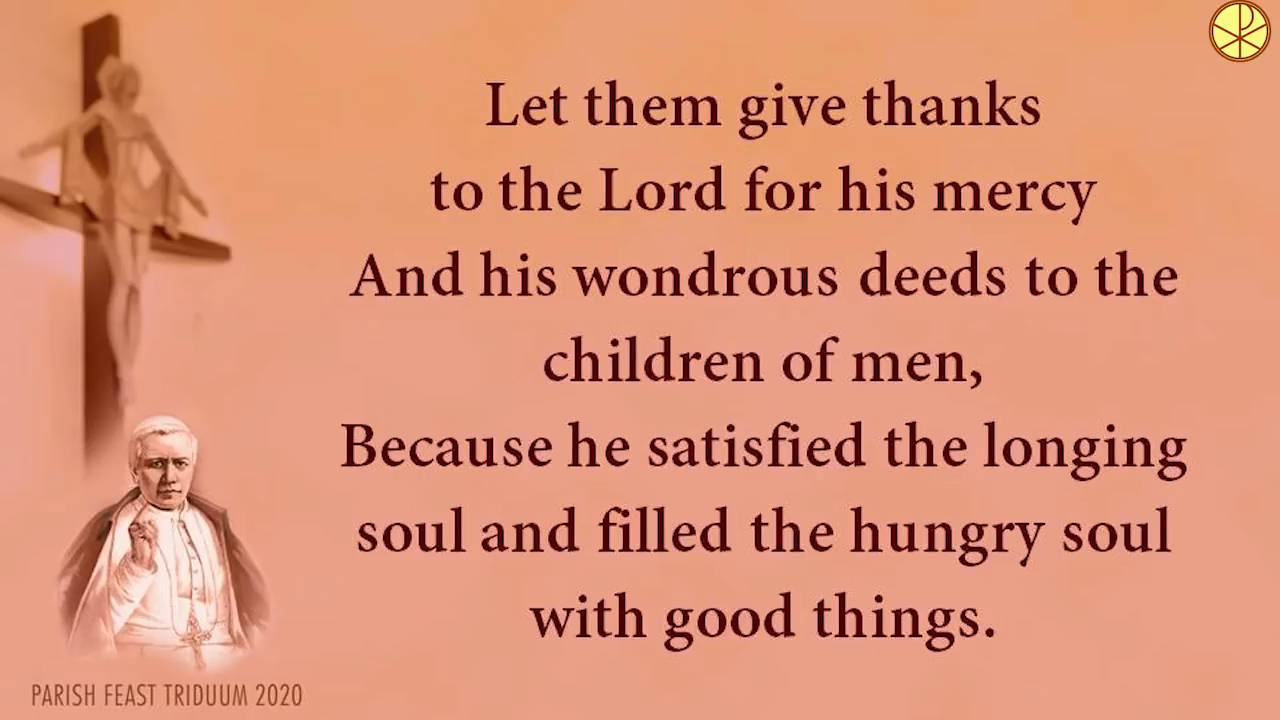 Let them give thanks
to the Lord for his mercy
And his wondrous deeds to the
children of men,
Because he satisfied the longing
soul and filled the hungry soul
with good things.
PARISH FEAST TRIDUUM 2020